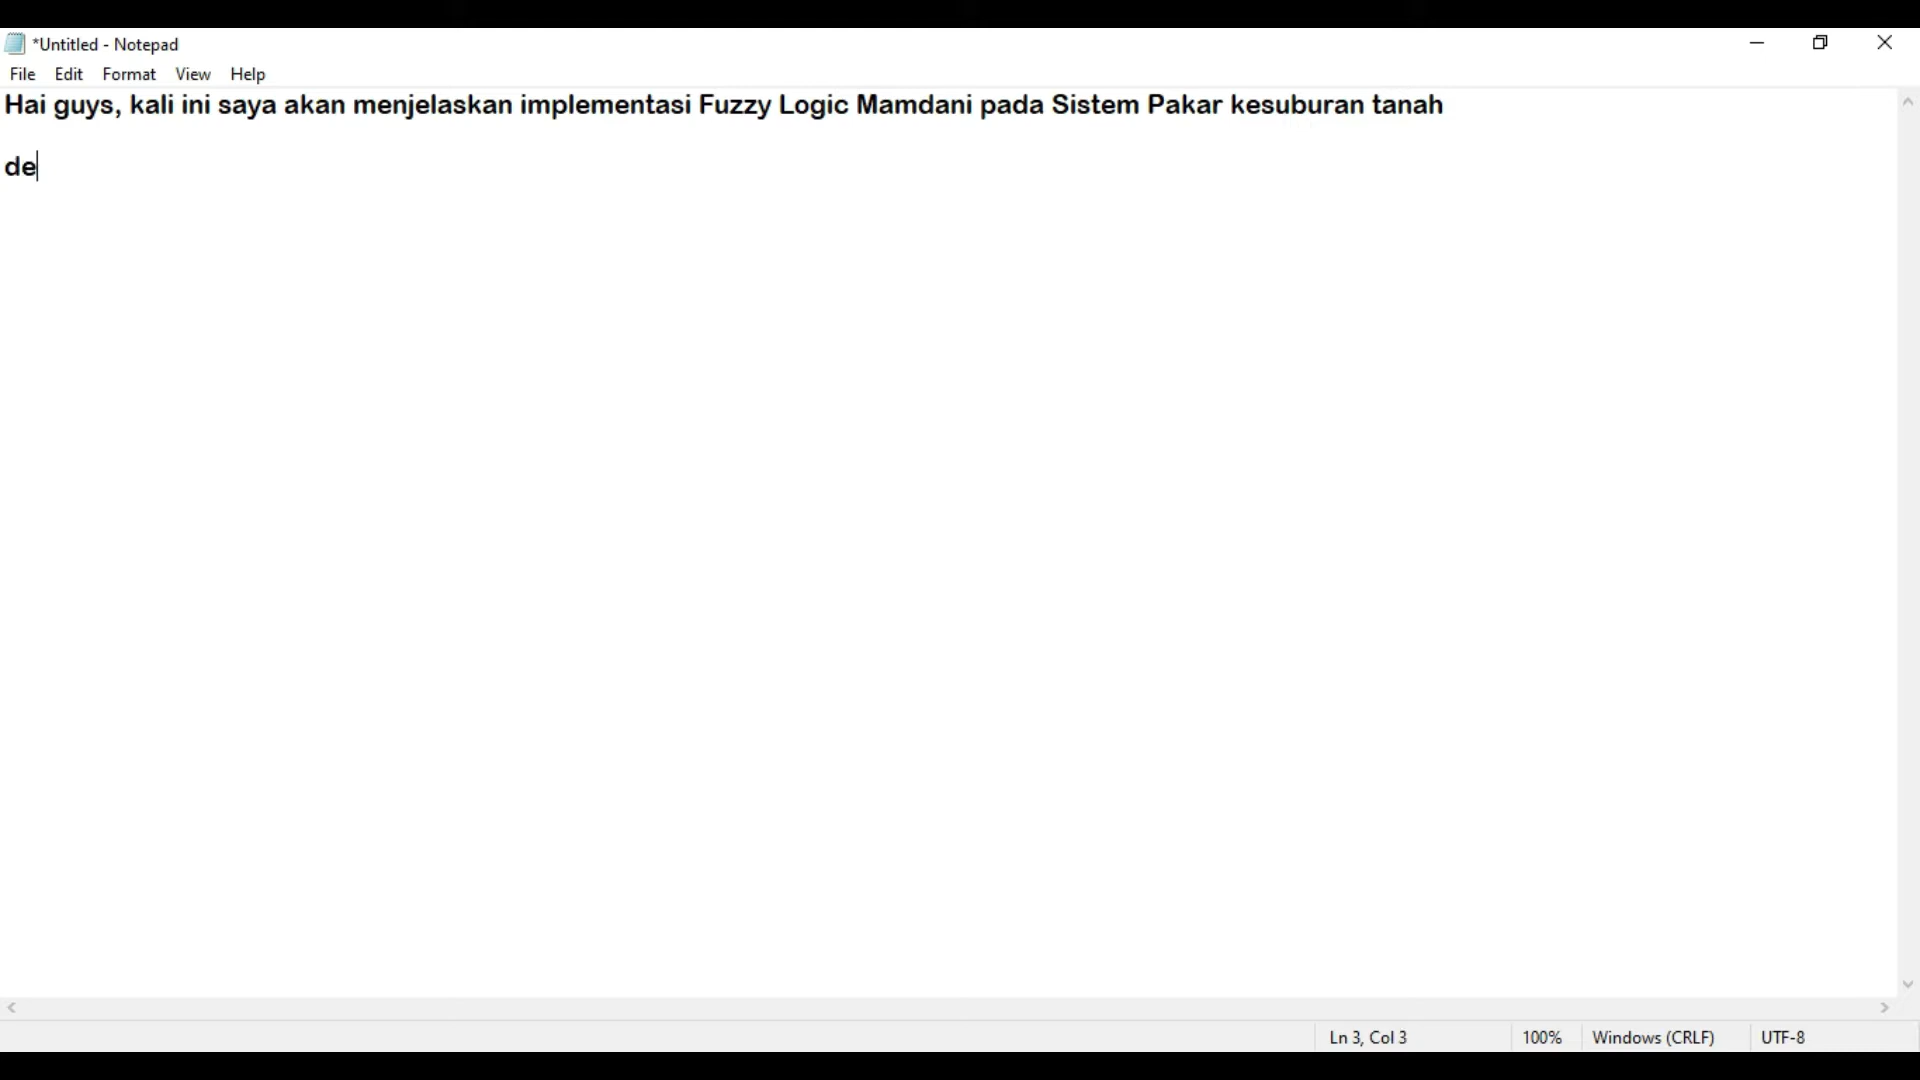 *Untitled - Notepad
File Edit Format View Help
Hai guys, kali ini saya akan menjelaskan implementasi Fuzzy Logic Mamdani pada Sistem Pakar kesuburan tanah
de
Ln 3, Col 3 100% Windows (CRLF) UTF-8